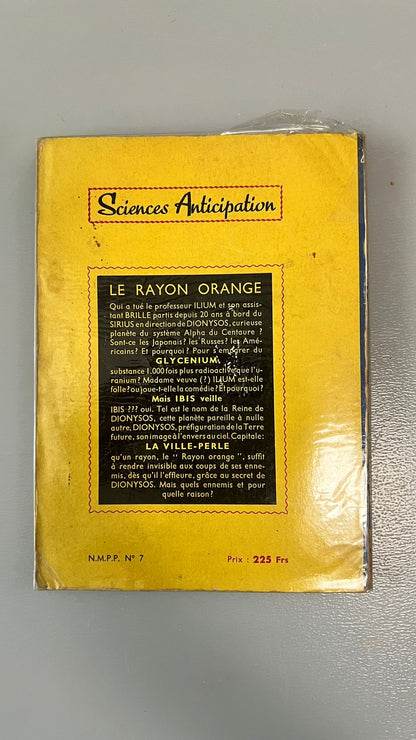 Sciences Anticipation
LE RAYON ORANGE
Qui a tué le professeur ILIUM et son assis-
tant BRILLE partis depuis 20 ans à bord du
SIRIUS en direction de DIONYSOS, curieuse
planète du système Alpha du Centaure ?
Sont-ce les Japonais? les Russes? les Amé-
ricains? Et pourquoi? Pour s'emparer du
GLYCENIUM,
substance 1.000 fois plus radioactive que l'u-
ranium? Madame veuve (?) ILIUM est-elle
folle? ou joue-t-elle la comédie? Et pourquoi?
Mais IBIS veille
IBIS ??? oui. Tel est le nom de la Reine de
DIONYSOS, cette planète pareille à nulle
autre, DIONYSOS, préfiguration de la Terre
future, son image à l'envers au ciel. Capitale:
LA VILLE-PERLE
qu'un rayon, le " Rayon orange ", suffit
à rendre invisible aux coups de ses enne-
mis, dès qu'il l'effleure, grâce au secret de
DIONYSOS. Mais quels ennemis et pour
quelle raison?
N.M.P.P. N° 7
Prix : 225 Frs